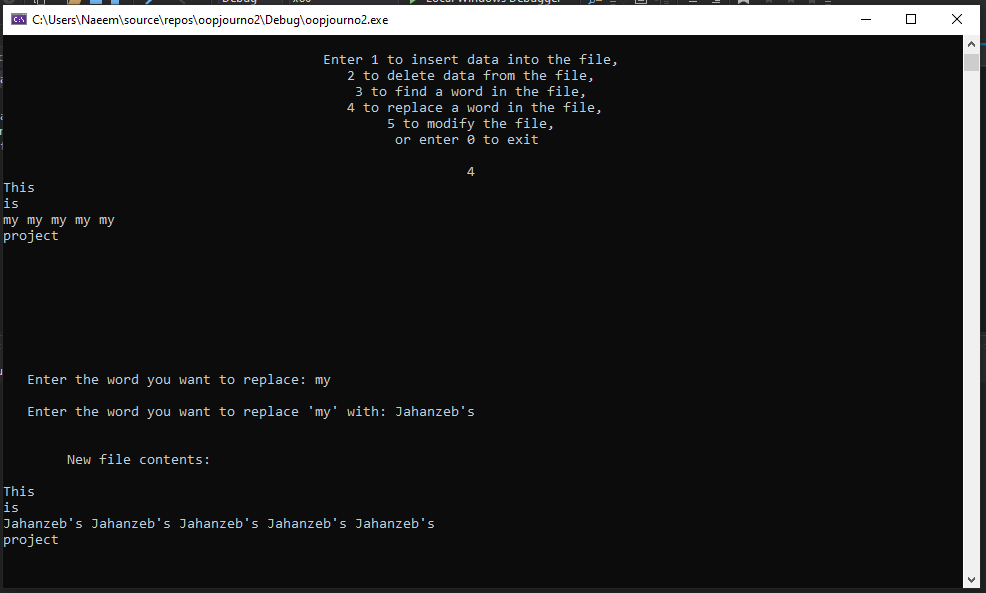 Debug
Local Windows Debugger
C:\Users\Naeem\source\repos\oopjourno2\Debug\oopjourno2.exe
Enter 1 to insert data into the file,
2 to delete data from the file,
3 to find a word in the file,
4 to replace a word in the file,
5 to modify the file,
or enter 0 to exit
4
This
is
my my my my my
project
Enter the word you want to replace: my
Enter the word you want to replace 'my' with: Jahanzeb's
New file contents:
This
is
Jahanzeb's Jahanzeb's Jahanzeb's Jahanzeb's Jahanzeb's
project